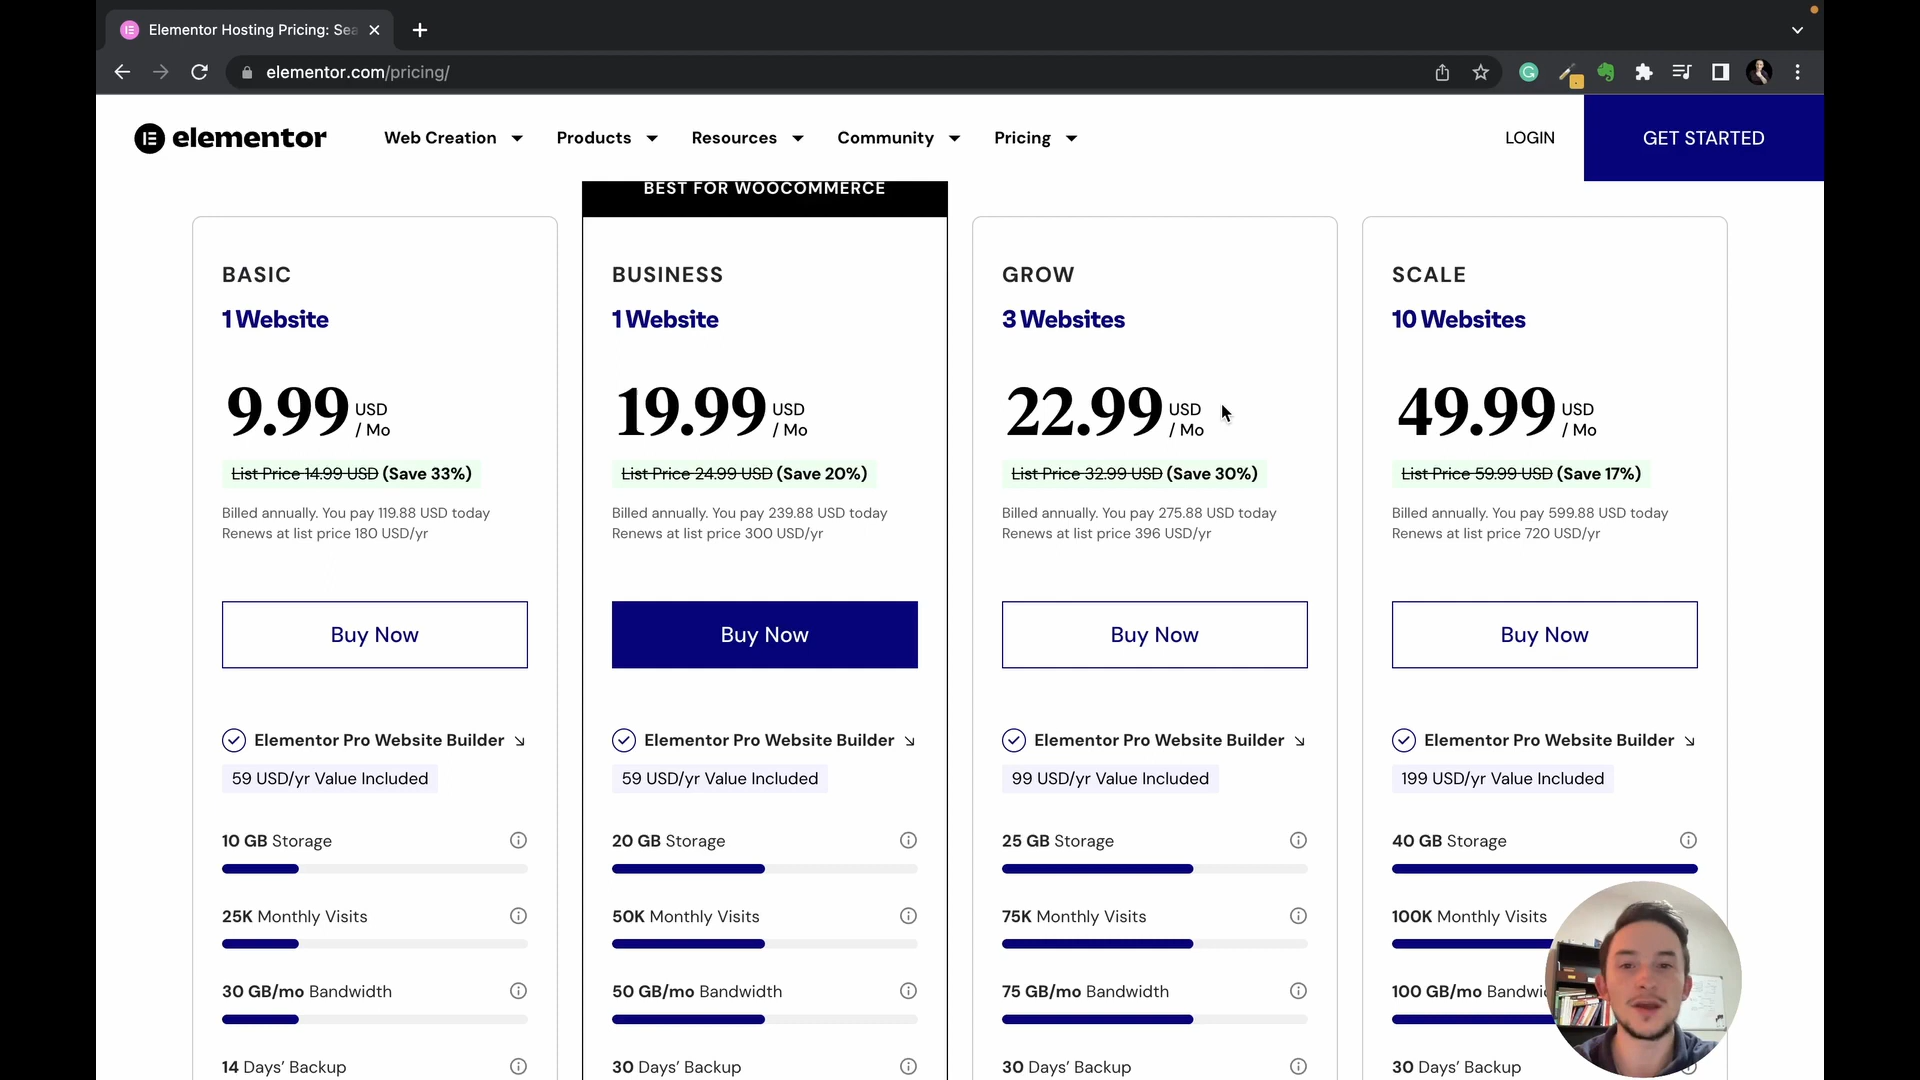 Elementor Hosting Pricing: Sea
elementor.com/pricing/
elementor
Web Creation
Products
Resources
Community
Pricing
LOGIN
GET STARTED
BEST FOR WOOCOMMERCE
BASIC
1 Website
9.99 USD / Mo
List Price 14.99 USD (Save 33%)
Billed annually. You pay 119.88 USD today
Renews at list price 180 USD/yr
Buy Now
Elementor Pro Website Builder
59 USD/yr Value Included
10 GB Storage
25K Monthly Visits
30 GB/mo Bandwidth
14 Days' Backup
BUSINESS
1 Website
19.99 USD / Mo
List Price 24.99 USD (Save 20%)
Billed annually. You pay 239.88 USD today
Renews at list price 300 USD/yr
Buy Now
Elementor Pro Website Builder
59 USD/yr Value Included
20 GB Storage
50K Monthly Visits
50 GB/mo Bandwidth
30 Days' Backup
GROW
3 Websites
22.99 USD / Mo
List Price 32.99 USD (Save 30%)
Billed annually. You pay 275.88 USD today
Renews at list price 396 USD/yr
Buy Now
Elementor Pro Website Builder
99 USD/yr Value Included
25 GB Storage
75K Monthly Visits
75 GB/mo Bandwidth
30 Days' Backup
SCALE
10 Websites
49.99 USD / Mo
List Price 59.99 USD (Save 17%)
Billed annually. You pay 599.88 USD today
Renews at list price 720 USD/yr
Buy Now
Elementor Pro Website Builder
199 USD/yr Value Included
40 GB Storage
100K Monthly Visits
100 GB/mo Bandwi
30 Days' Backup